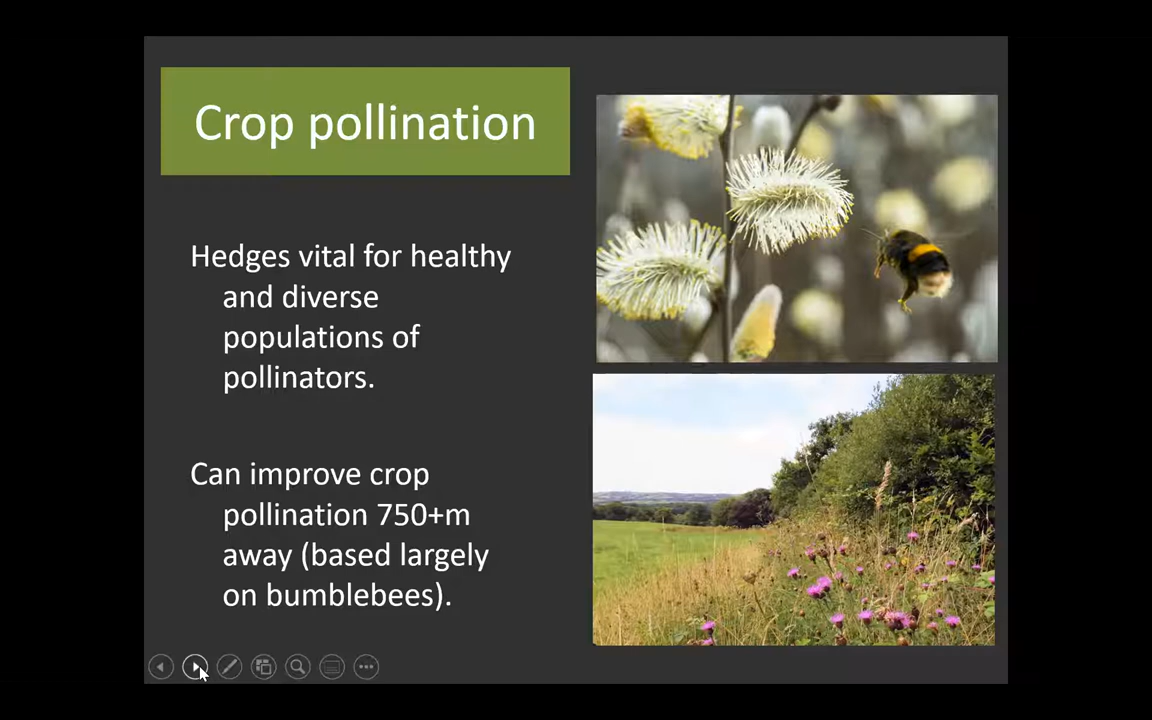 Crop pollination
Hedges vital for healthy
and diverse
populations of
pollinators.
Can improve crop
pollination 750+m
away (based largely
on bumblebees).